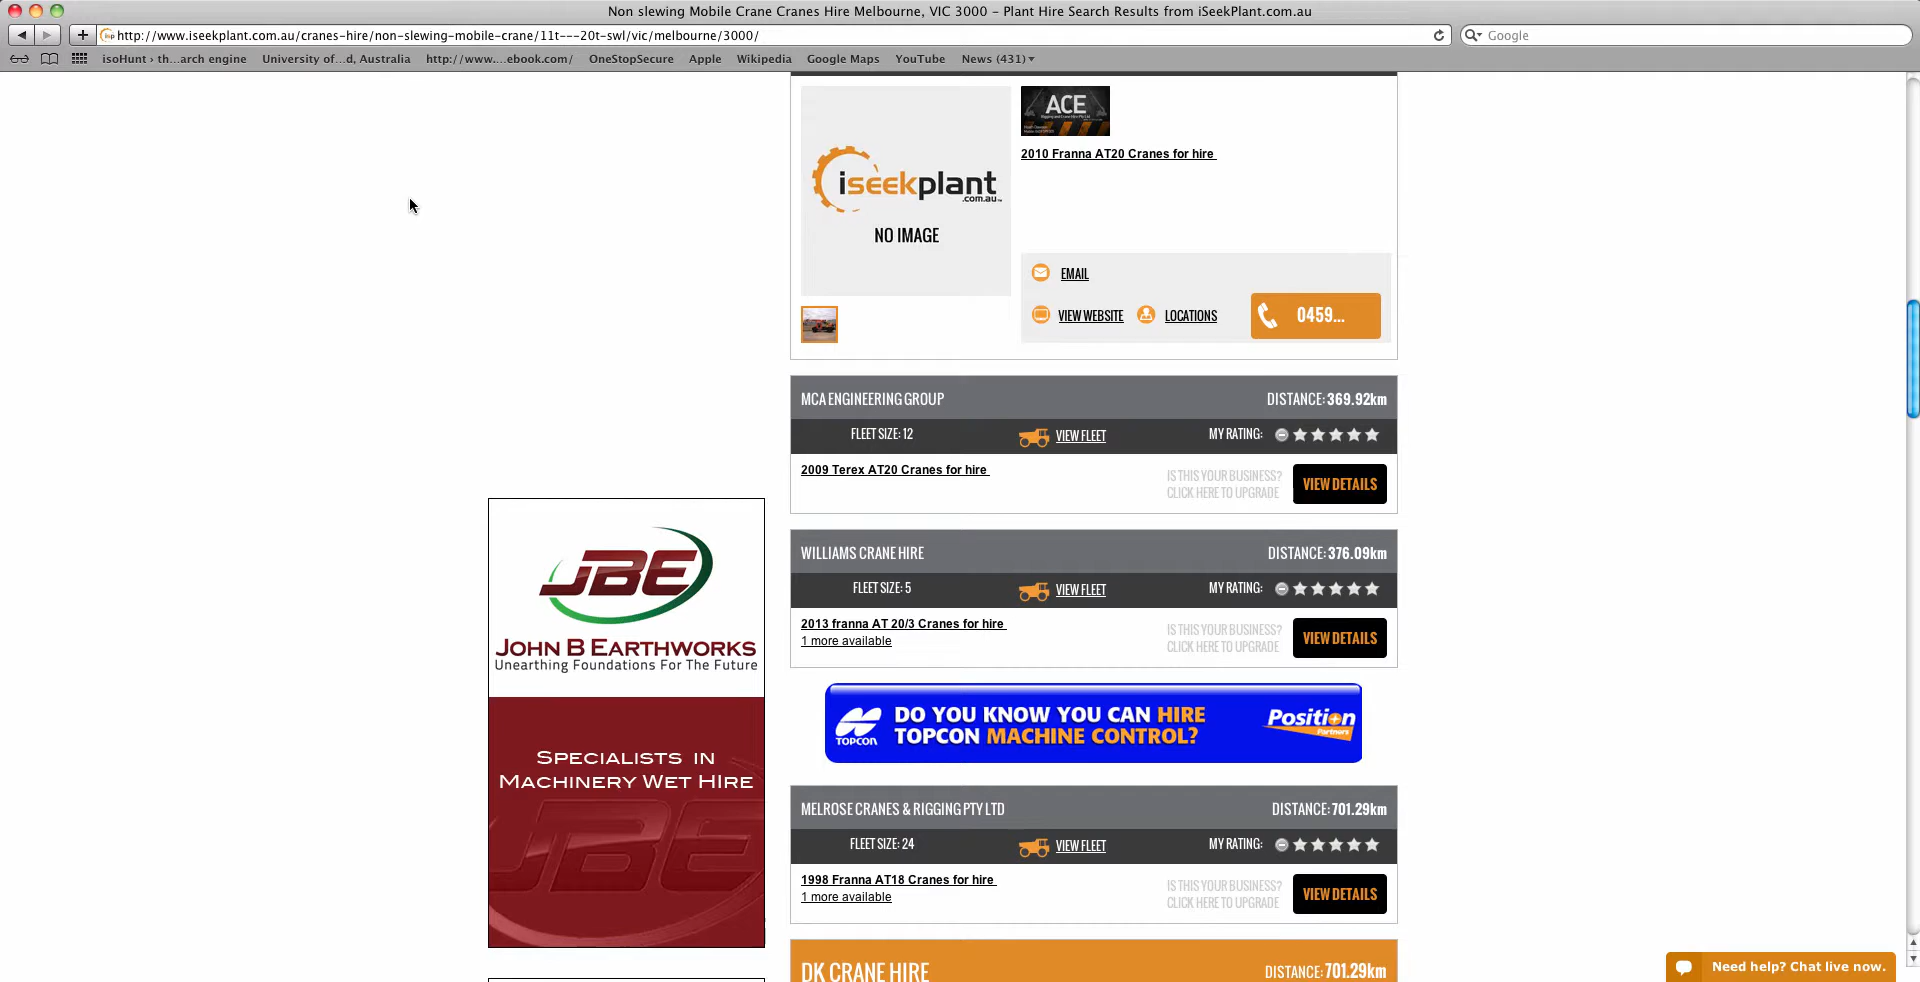 Non slewing Mobile Crane Cranes Hire Melbourne, VIC 3000 – Plant Hire Search Results from iSeekPlant.com.au
http://www.iseekplant.com.au/cranes-hire/non-slewing-mobile-crane/11t---20t-swl/vic/melbourne/3000/
Google
isoHunt › th...arch engine University of...d, Australia http://www....ebook.com/ OneStopSecure Apple Wikipedia Google Maps YouTube News (431)
ACE
2010 Franna AT20 Cranes for hire
iseekplant
.com.au
NO IMAGE
EMAIL
VIEW WEBSITE LOCATIONS 0459...
MCA ENGINEERING GROUP DISTANCE: 369.92km
FLEET SIZE: 12 VIEW FLEET MY RATING:
2009 Terex AT20 Cranes for hire
IS THIS YOUR BUSINESS?
CLICK HERE TO UPGRADE
VIEW DETAILS
WILLIAMS CRANE HIRE DISTANCE: 376.09km
FLEET SIZE: 5 VIEW FLEET MY RATING:
2013 franna AT 20/3 Cranes for hire
1 more available
IS THIS YOUR BUSINESS?
CLICK HERE TO UPGRADE
VIEW DETAILS
JBE
JOHN B EARTHWORKS
Unearthing Foundations For The Future
SPECIALISTS IN
MACHINERY WET HIRE
JBE
TOPCON
DO YOU KNOW YOU CAN HIRE
TOPCON MACHINE CONTROL?
Position
Partners
MELROSE CRANES & RIGGING PTY LTD DISTANCE: 701.29km
FLEET SIZE: 24 VIEW FLEET MY RATING:
1998 Franna AT18 Cranes for hire
1 more available
IS THIS YOUR BUSINESS?
CLICK HERE TO UPGRADE
VIEW DETAILS
DK CRANE HIRE DISTANCE: 701.29km
Need help? Chat live now.